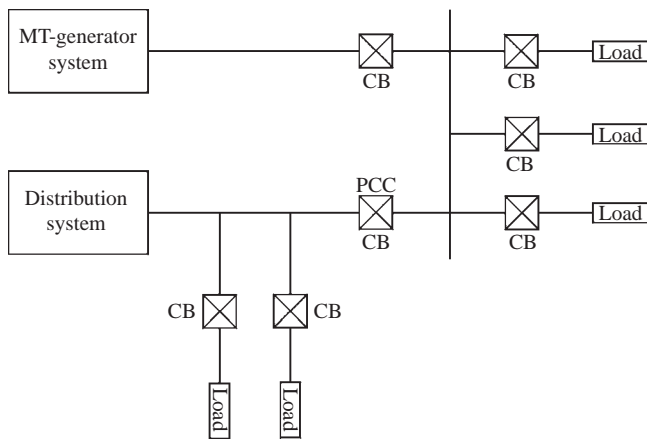 MT-generator
system
CB
CB
Load
CB
Load
Distribution
system
PCC
CB
CB
Load
CB
CB
Load
Load